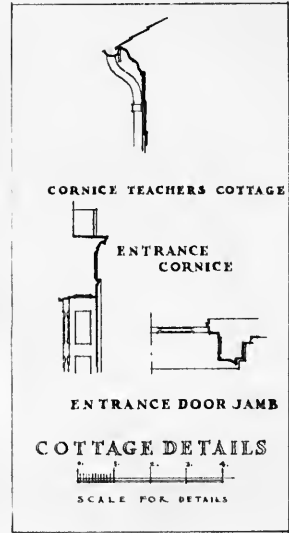 CORNICE TEACHERS COTTAGE
ENTRANCE
CORNICE
ENTRANCE DOOR JAMB
COTTAGE DETAILS
0. 1. 2. 3. 4.
SCALE FOR DETAILS